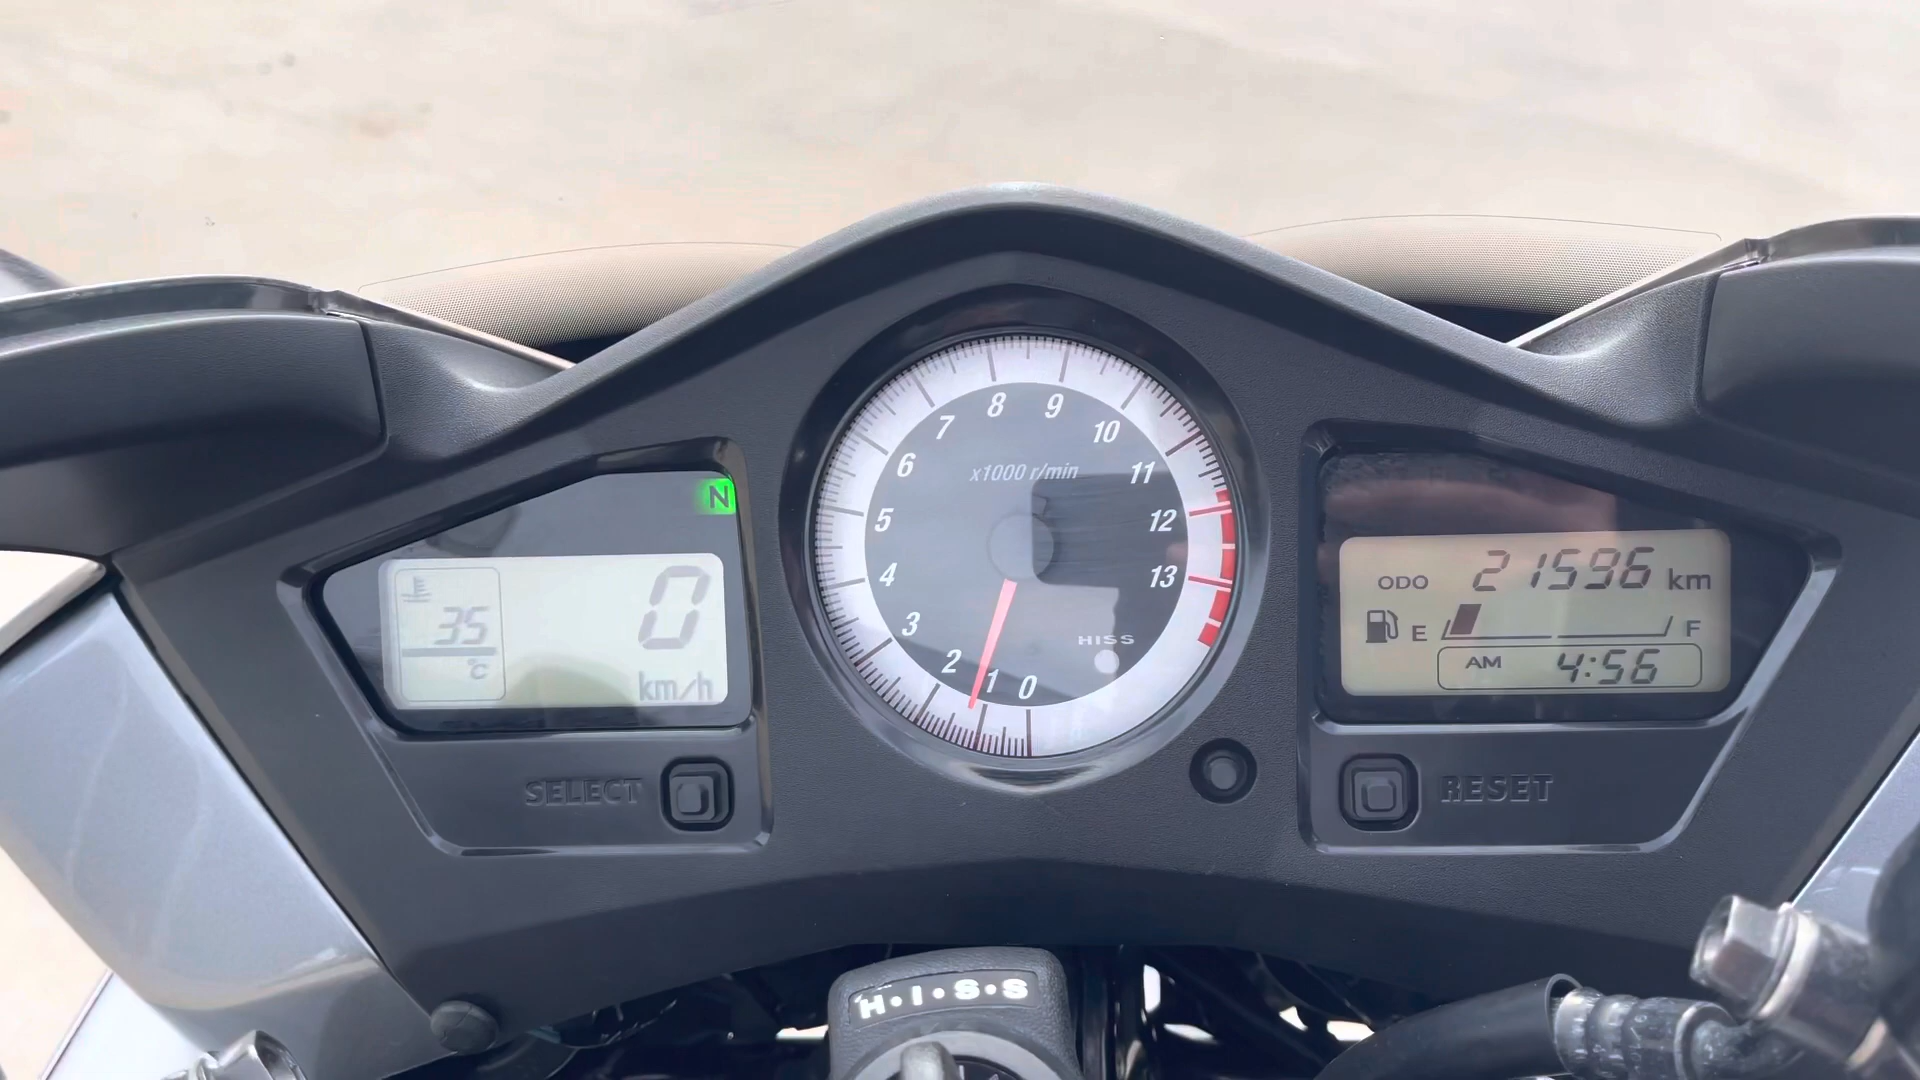 N
35
°C
0
km/h
SELECT
0
1
2
3
4
5
6
7
8
9
10
11
12
13
x1000 r/min
HISS
ODO 21596 km
E F
AM 4:56
RESET
H·I·S·S